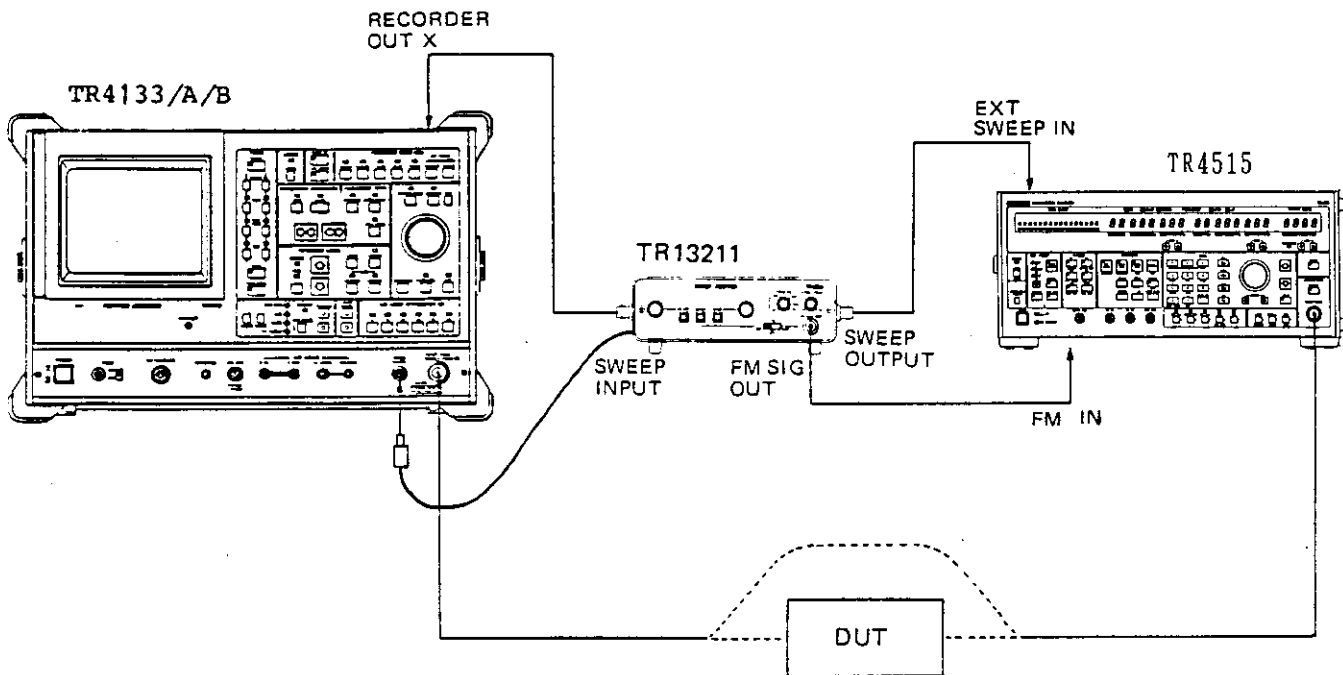 RECORDER
OUT X
TR4133/A/B
EXT
SWEEP IN
TR4515
TR13211
SWEEP
INPUT
FM SIG
OUT
SWEEP
OUTPUT
FM IN
DUT